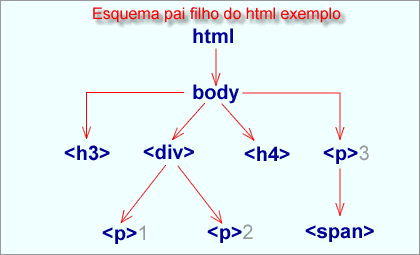 Esquema pai filho do html exemplo
html
body
<h3> <div> <h4> <p>3
<p>1 <p>2 <span>